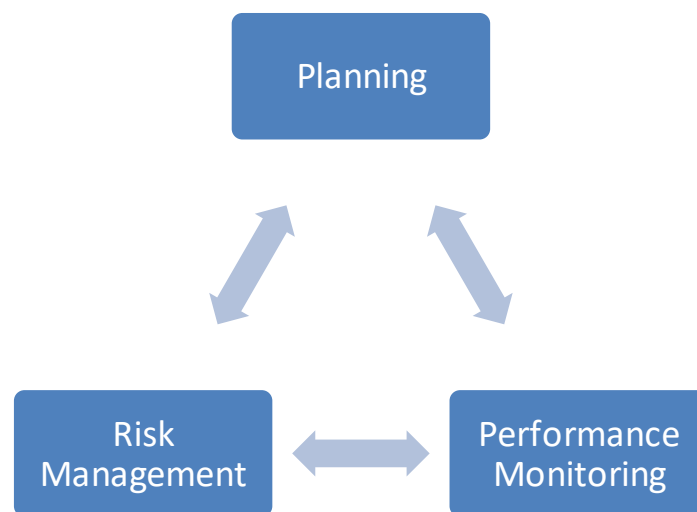 Planning
Risk
Management
Performance
Monitoring